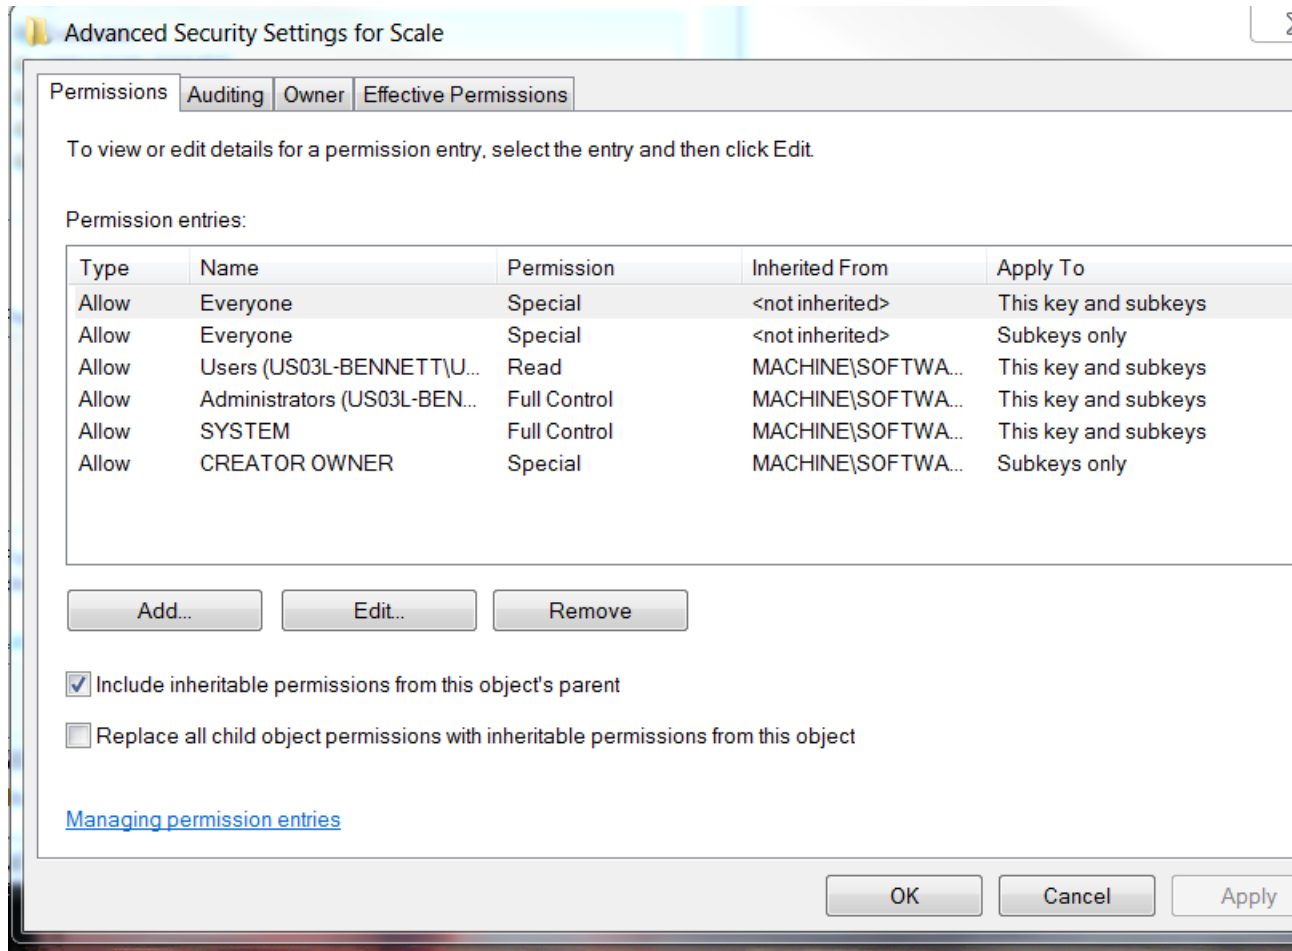 Advanced Security Settings for Scale
Permissions Auditing Owner Effective Permissions
To view or edit details for a permission entry, select the entry and then click Edit.
Permission entries:
Type Name Permission Inherited From Apply To
Allow Everyone Special <not inherited> This key and subkeys
Allow Everyone Special <not inherited> Subkeys only
Allow Users (US03L-BENNETT\U... Read MACHINE\SOFTWA... This key and subkeys
Allow Administrators (US03L-BEN... Full Control MACHINE\SOFTWA... This key and subkeys
Allow SYSTEM Full Control MACHINE\SOFTWA... This key and subkeys
Allow CREATOR OWNER Special MACHINE\SOFTWA... Subkeys only
Add... Edit... Remove
Include inheritable permissions from this object's parent
Replace all child object permissions with inheritable permissions from this object
Managing permission entries
OK Cancel Apply